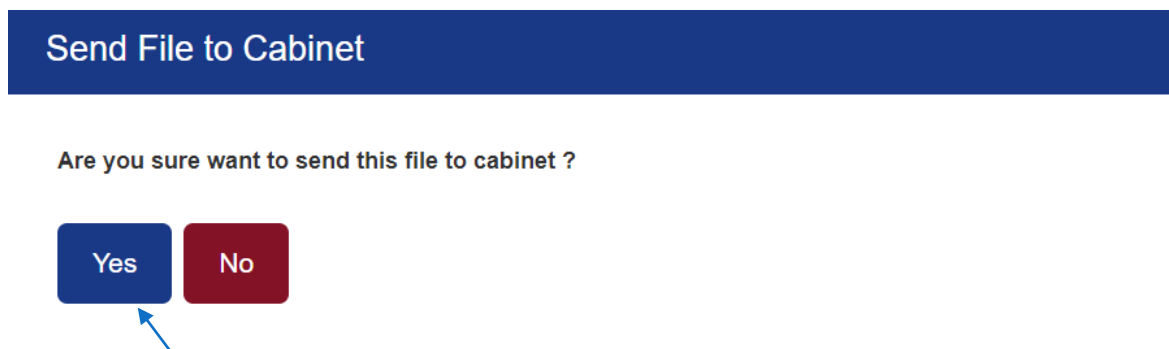 Send File to Cabinet
Are you sure want to send this file to cabinet ?
Yes No